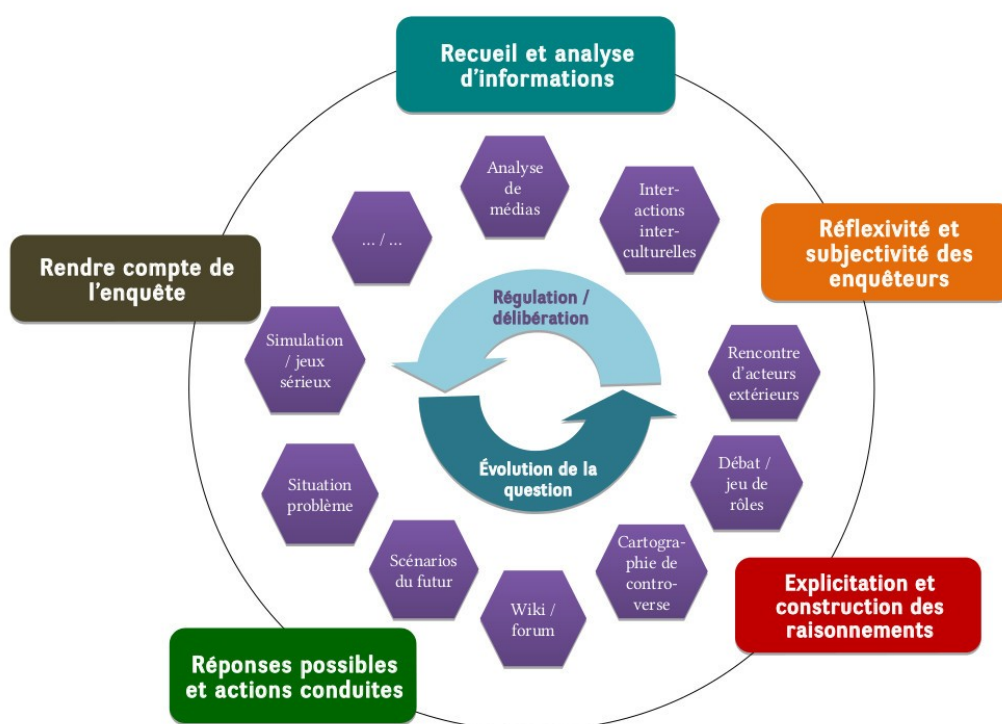 Recueil et analyse
d’informations
Analyse
de
médias
Inter-
actions
inter-
culturelles
... / ...
Réflexivité et
subjectivité des
enquêteurs
Rendre compte de
l’enquête
Régulation /
délibération
Simulation
/ jeux
sérieux
Rencontre
d’acteurs
extérieurs
Évolution de la
question
Débat /
jeu de
rôles
Situation
problème
Scénarios
du futur
Cartogra-
phie de
contro-
verse
Wiki /
forum
Explicitation et
construction des
raisonnements
Réponses possibles
et actions conduites